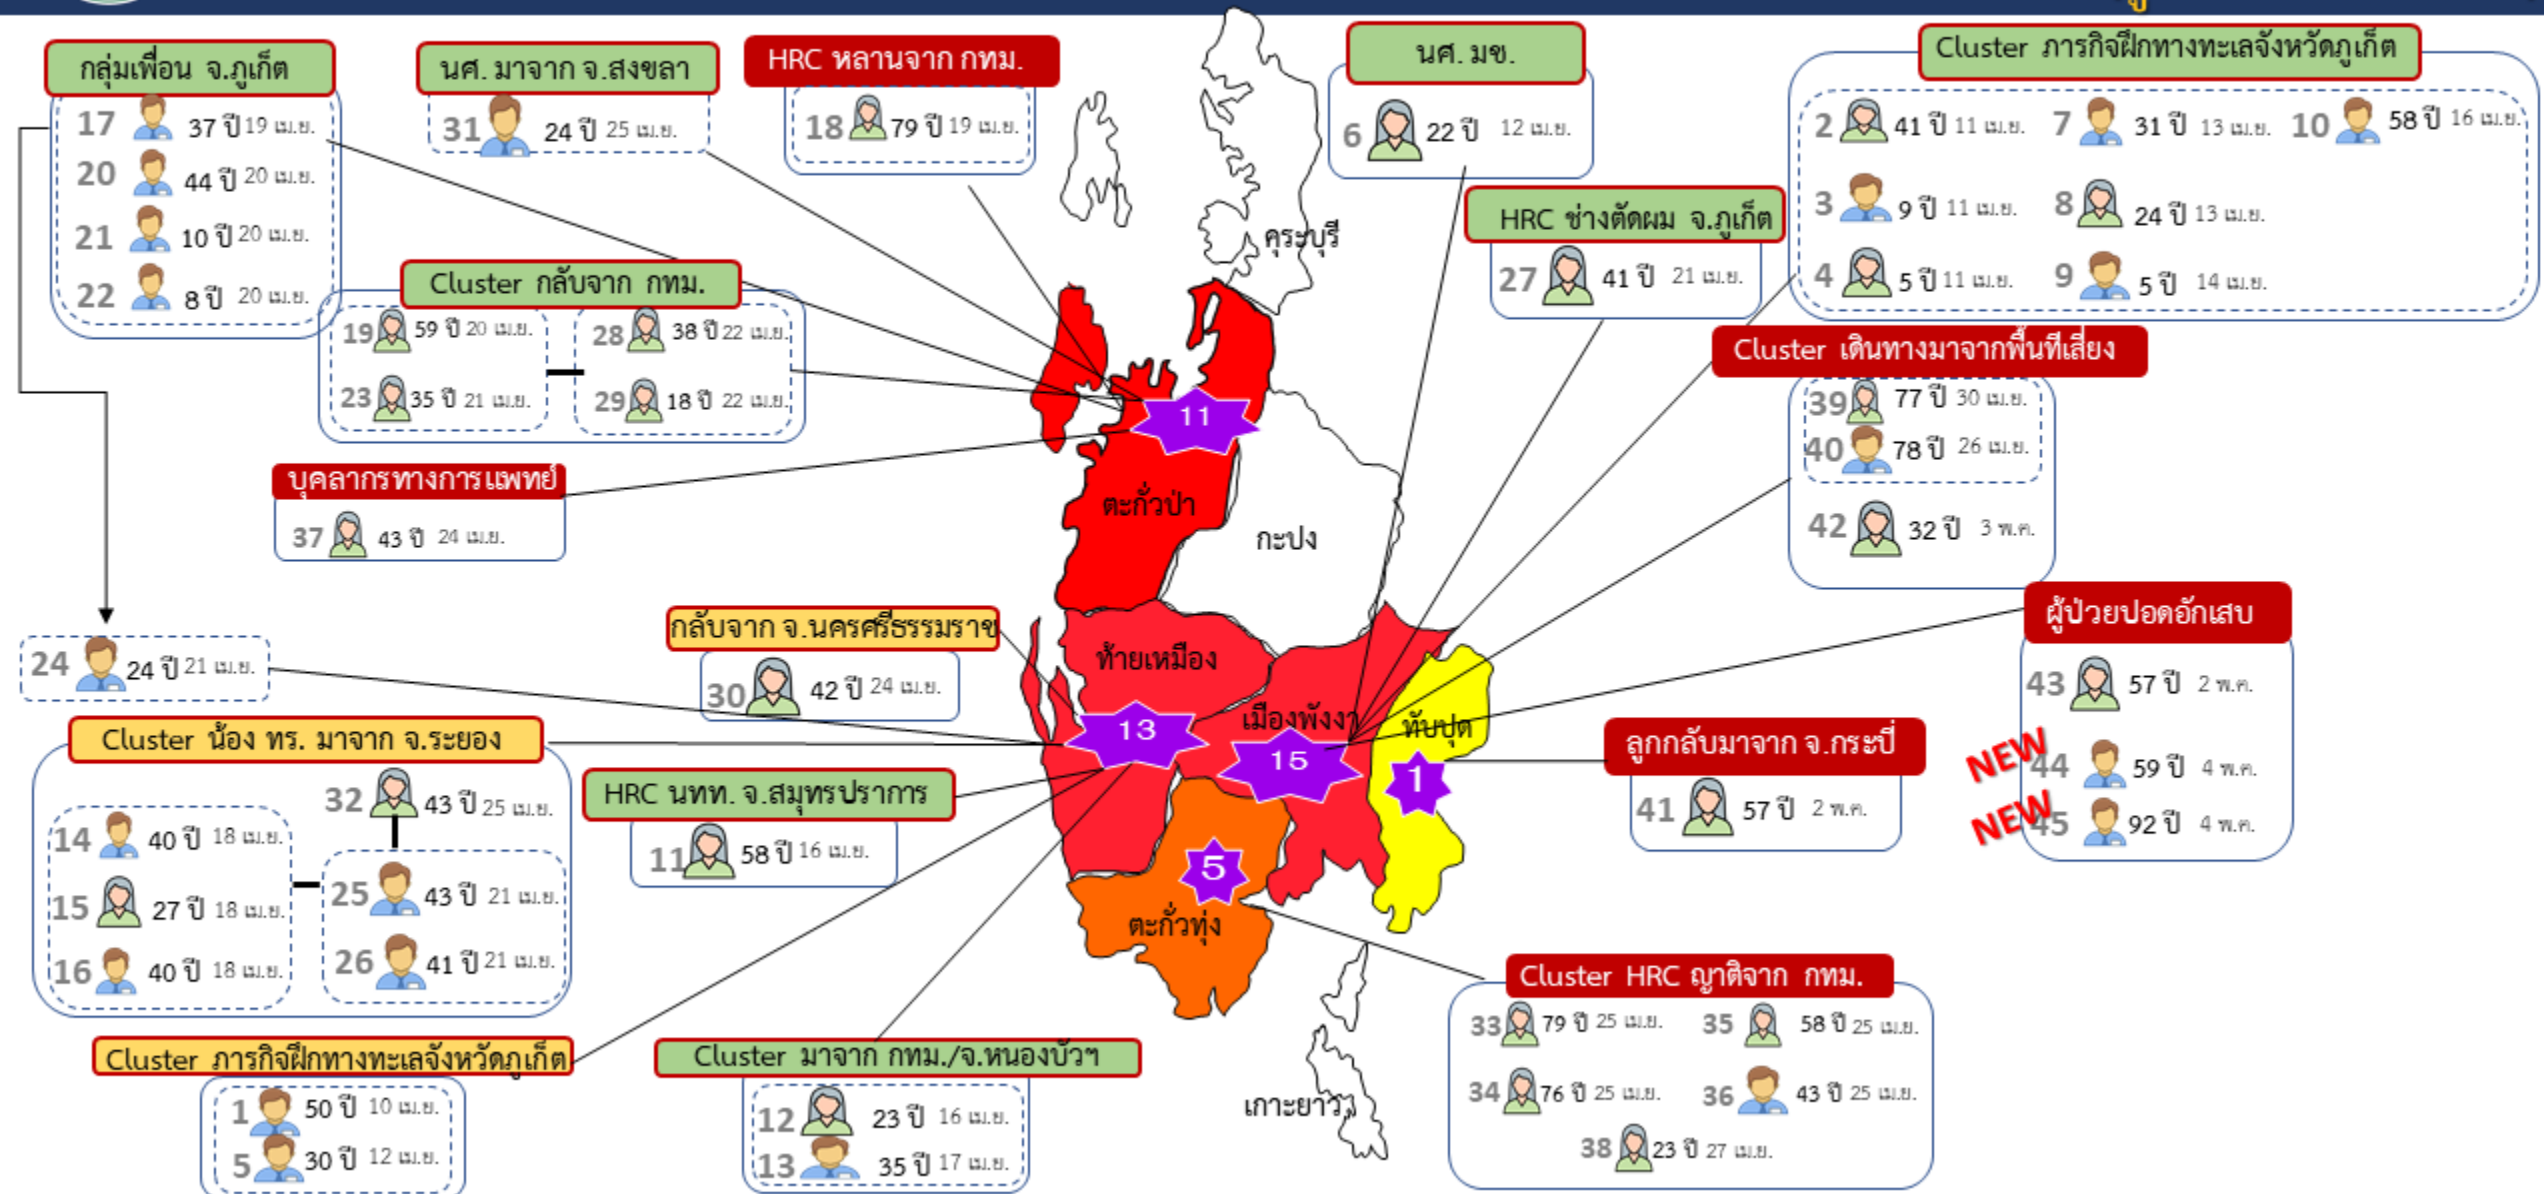 กลุ่มเพื่อน จ.ภูเก็ต
17 37 ปี 19 เม.ย.
20 44 ปี 20 เม.ย.
21 10 ปี 20 เม.ย.
22 8 ปี 20 เม.ย.
นศ. มาจาก จ.สงขลา
31 24 ปี 25 เม.ย.
HRC หลานจาก กทม.
18 79 ปี 19 เม.ย.
นศ. มข.
6 22 ปี 12 เม.ย.
Cluster ภารกิจฝึกทางทะเลจังหวัดภูเก็ต
2 41 ปี 11 เม.ย. 7 31 ปี 13 เม.ย. 10 58 ปี 16 เม.ย.
3 9 ปี 11 เม.ย. 8 24 ปี 13 เม.ย.
4 5 ปี 11 เม.ย. 9 5 ปี 14 เม.ย.
HRC ช่างตัดผม จ.ภูเก็ต
27 41 ปี 21 เม.ย.
Cluster กลับจาก กทม.
19 59 ปี 20 เม.ย. 28 38 ปี 22 เม.ย.
23 35 ปี 21 เม.ย. 29 18 ปี 22 เม.ย.
Cluster เดินทางมาจากพื้นที่เสี่ยง
39 77 ปี 30 เม.ย.
40 78 ปี 26 เม.ย.
42 32 ปี 3 พ.ค.
บุคลากรทางการแพทย์
37 43 ปี 24 เม.ย.
คุระบุรี
11
ตะกั่วป่า
กะปง
ท้ายเหมือง
13
เมืองพังงา
15
ทับปุด
1
5
ตะกั่วทุ่ง
เกาะยาว
24 24 ปี 21 เม.ย.
กลับจาก จ.นครศรีธรรมราช
30 42 ปี 24 เม.ย.
ผู้ป่วยปอดอักเสบ
43 57 ปี 2 พ.ค.
NEW 44 59 ปี 4 พ.ค.
NEW 45 92 ปี 4 พ.ค.
ลูกกลับมาจาก จ.กระบี่
41 57 ปี 2 พ.ค.
Cluster น้อง ทร. มาจาก จ.ระยอง
32 43 ปี 25 เม.ย.
14 40 ปี 18 เม.ย.
15 27 ปี 18 เม.ย. 25 43 ปี 21 เม.ย.
16 40 ปี 18 เม.ย. 26 41 ปี 21 เม.ย.
HRC นทท. จ.สมุทรปราการ
11 58 ปี 16 เม.ย.
Cluster ภารกิจฝึกทางทะเลจังหวัดภูเก็ต
1 50 ปี 10 เม.ย.
5 30 ปี 12 เม.ย.
Cluster มาจาก กทม./จ.หนองบัวฯ
12 23 ปี 16 เม.ย.
13 35 ปี 17 เม.ย.
Cluster HRC ญาติจาก กทม.
33 79 ปี 25 เม.ย. 35 58 ปี 25 เม.ย.
34 76 ปี 25 เม.ย. 36 43 ปี 25 เม.ย.
38 23 ปี 27 เม.ย.